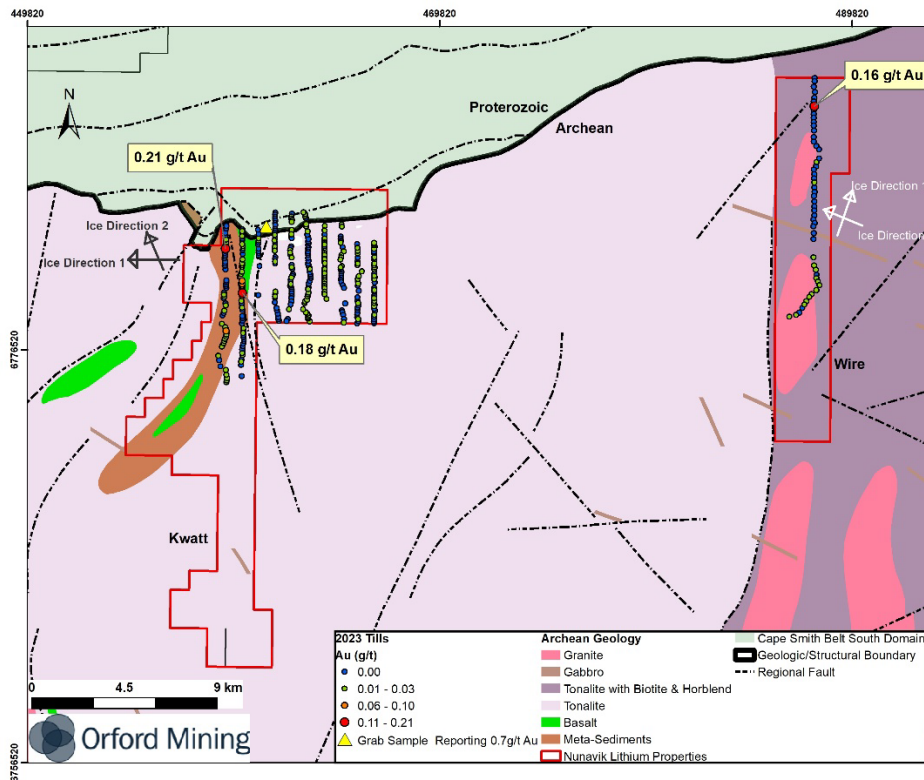 449820
469820
489820
0.16 g/t Au
N
Proterozoic
Archean
0.21 g/t Au
Ice Direction 2
Ice Direction 1
Ice Direction 1
Ice Direction
6776520
0.18 g/t Au
Wire
Kwatt
2023 Tills
Au (g/t)
0.00
0.01 - 0.03
0.06 - 0.10
0.11 - 0.21
Grab Sample Reporting 0.7g/t Au
Archean Geology
Granite
Gabbro
Tonalite with Biotite & Horblend
Tonalite
Basalt
Meta-Sediments
Nunavik Lithium Properties
Cape Smith Belt South Domain
Geologic/Structural Boundary
Regional Fault
0 4.5 9 km
Orford Mining
6756520